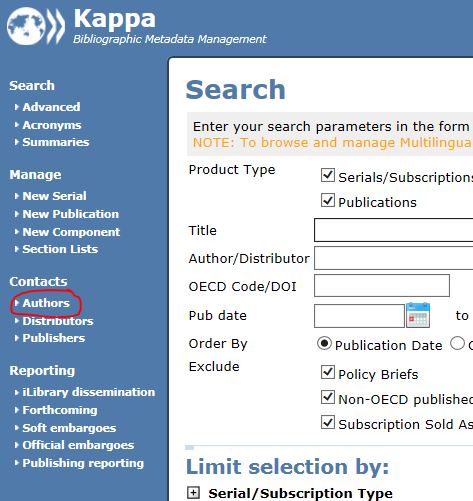 Kappa
Bibliographic Metadata Management
Search
Advanced
Acronyms
Summaries
Manage
New Serial
New Publication
New Component
Section Lists
Contacts
Authors
Distributors
Publishers
Reporting
iLibrary dissemination
Forthcoming
Soft embargoes
Official embargoes
Publishing reporting
Search
Enter your search parameters in the form
NOTE: To browse and manage Multilingua
Product Type
Serials/Subscriptions
Publications
Title
Author/Distributor
OECD Code/DOI
Pub date to
Order By Publication Date
Exclude
Policy Briefs
Non-OECD published
Subscription Sold As
Limit selection by:
Serial/Subscription Type